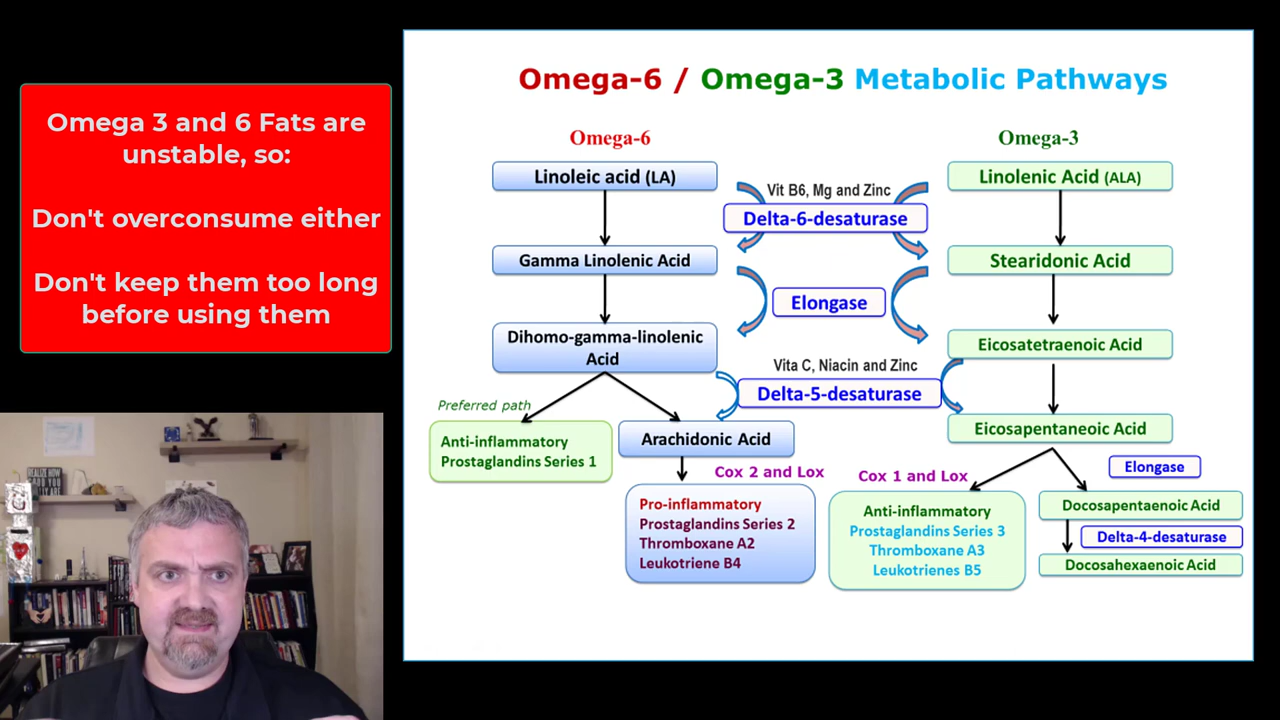 Omega 3 and 6 Fats are
unstable, so:
Don't overconsume either
Don't keep them too long
before using them
Omega-6 / Omega-3 Metabolic Pathways
Omega-6
Omega-3
Linoleic acid (LA)
Vit B6, Mg and Zinc
Linolenic Acid (ALA)
Delta-6-desaturase
Gamma Linolenic Acid
Stearidonic Acid
Elongase
Dihomo-gamma-linolenic
Acid
Eicosatetraenoic Acid
Vita C, Niacin and Zinc
Delta-5-desaturase
Preferred path
Anti-inflammatory
Prostaglandins Series 1
Arachidonic Acid
Eicosapentaneoic Acid
Cox 2 and Lox
Cox 1 and Lox
Elongase
Pro-inflammatory
Prostaglandins Series 2
Thromboxane A2
Leukotriene B4
Anti-inflammatory
Prostaglandins Series 3
Thromboxane A3
Leukotrienes B5
Docosapentaenoic Acid
Delta-4-desaturase
Docosahexaenoic Acid
REALIZE HOW